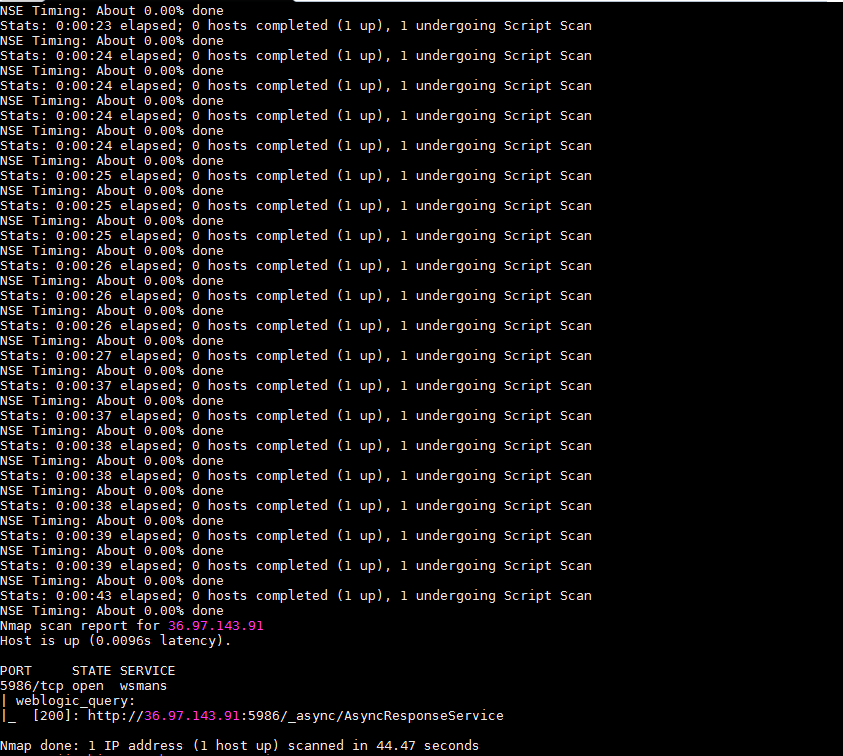 NSE Timing: About 0.00% done
Stats: 0:00:23 elapsed; 0 hosts completed (1 up), 1 undergoing Script Scan
NSE Timing: About 0.00% done
Stats: 0:00:24 elapsed; 0 hosts completed (1 up), 1 undergoing Script Scan
NSE Timing: About 0.00% done
Stats: 0:00:24 elapsed; 0 hosts completed (1 up), 1 undergoing Script Scan
NSE Timing: About 0.00% done
Stats: 0:00:24 elapsed; 0 hosts completed (1 up), 1 undergoing Script Scan
NSE Timing: About 0.00% done
Stats: 0:00:24 elapsed; 0 hosts completed (1 up), 1 undergoing Script Scan
NSE Timing: About 0.00% done
Stats: 0:00:25 elapsed; 0 hosts completed (1 up), 1 undergoing Script Scan
NSE Timing: About 0.00% done
Stats: 0:00:25 elapsed; 0 hosts completed (1 up), 1 undergoing Script Scan
NSE Timing: About 0.00% done
Stats: 0:00:25 elapsed; 0 hosts completed (1 up), 1 undergoing Script Scan
NSE Timing: About 0.00% done
Stats: 0:00:26 elapsed; 0 hosts completed (1 up), 1 undergoing Script Scan
NSE Timing: About 0.00% done
Stats: 0:00:26 elapsed; 0 hosts completed (1 up), 1 undergoing Script Scan
NSE Timing: About 0.00% done
Stats: 0:00:26 elapsed; 0 hosts completed (1 up), 1 undergoing Script Scan
NSE Timing: About 0.00% done
Stats: 0:00:27 elapsed; 0 hosts completed (1 up), 1 undergoing Script Scan
NSE Timing: About 0.00% done
Stats: 0:00:37 elapsed; 0 hosts completed (1 up), 1 undergoing Script Scan
NSE Timing: About 0.00% done
Stats: 0:00:37 elapsed; 0 hosts completed (1 up), 1 undergoing Script Scan
NSE Timing: About 0.00% done
Stats: 0:00:38 elapsed; 0 hosts completed (1 up), 1 undergoing Script Scan
NSE Timing: About 0.00% done
Stats: 0:00:38 elapsed; 0 hosts completed (1 up), 1 undergoing Script Scan
NSE Timing: About 0.00% done
Stats: 0:00:38 elapsed; 0 hosts completed (1 up), 1 undergoing Script Scan
NSE Timing: About 0.00% done
Stats: 0:00:39 elapsed; 0 hosts completed (1 up), 1 undergoing Script Scan
NSE Timing: About 0.00% done
Stats: 0:00:39 elapsed; 0 hosts completed (1 up), 1 undergoing Script Scan
NSE Timing: About 0.00% done
Stats: 0:00:43 elapsed; 0 hosts completed (1 up), 1 undergoing Script Scan
NSE Timing: About 0.00% done
Nmap scan report for 36.97.143.91
Host is up (0.0096s latency).
PORT     STATE SERVICE
5986/tcp open  wsmans
| weblogic_query:
|_  [200]: http://36.97.143.91:5986/_async/AsyncResponseService
Nmap done: 1 IP address (1 host up) scanned in 44.47 seconds